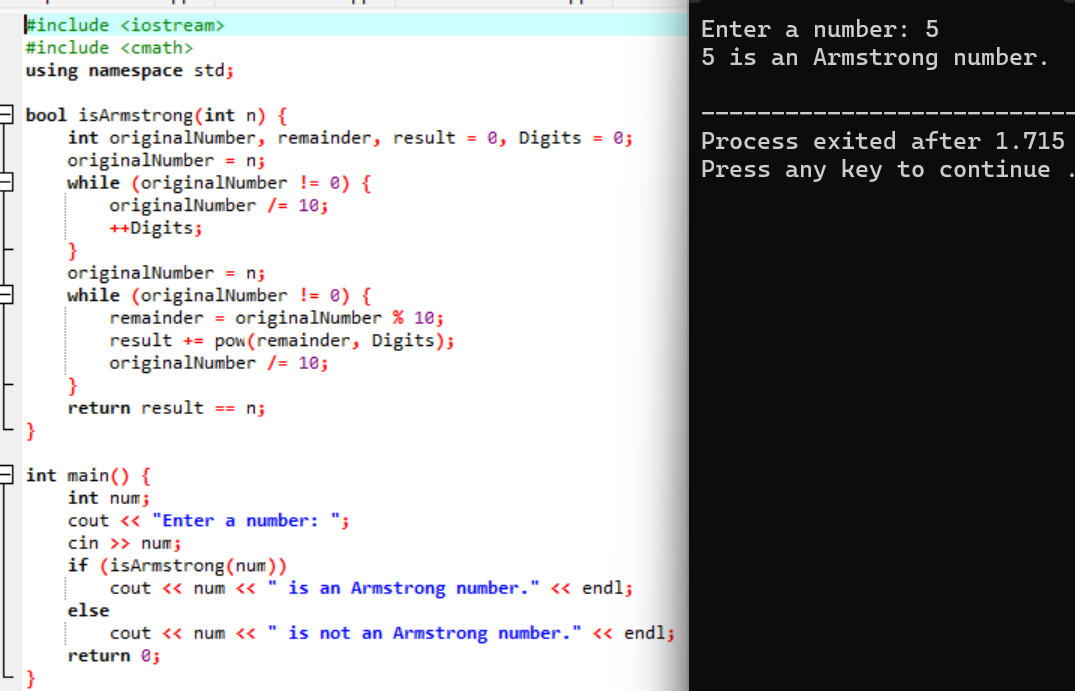 #include <iostream>
#include <cmath>
using namespace std;

bool isArmstrong(int n) {
    int originalNumber, remainder, result = 0, Digits = 0;
    originalNumber = n;
    while (originalNumber != 0) {
        originalNumber /= 10;
        ++Digits;
    }
    originalNumber = n;
    while (originalNumber != 0) {
        remainder = originalNumber % 10;
        result += pow(remainder, Digits);
        originalNumber /= 10;
    }
    return result == n;
}

int main() {
    int num;
    cout << "Enter a number: ";
    cin >> num;
    if (isArmstrong(num))
        cout << num << " is an Armstrong number." << endl;
    else
        cout << num << " is not an Armstrong number." << endl;
    return 0;
}
Enter a number: 5
5 is an Armstrong number.

--------------------------
Process exited after 1.715
Press any key to continue .